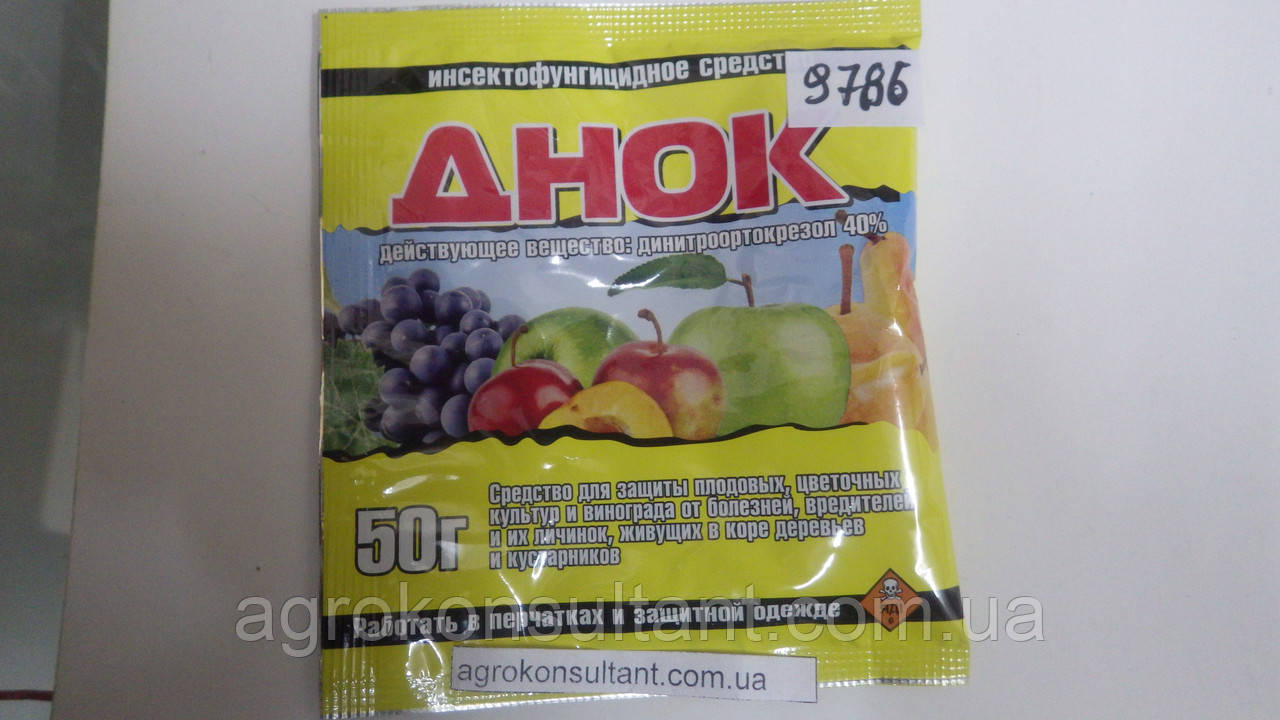 инсектофунгицидное средст
9786
ДНОК
действующее вещество: динитроортокрезол 40%
50г
Средство для защиты плодовых, цветочных
культур и винограда от болезней, вредителей
и их личинок, живущих в коре деревьев
и кустарников
Работать в перчатках и защитной одежде
agrokonsultant.com.ua
agrokonsultant.com.ua